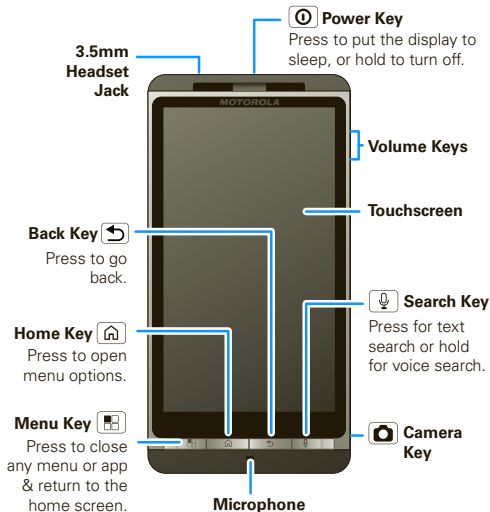 Power Key
Press to put the display to
sleep, or hold to turn off.
3.5mm
Headset
Jack
MOTOROLA
Volume Keys
Touchscreen
Back Key
Press to go
back.
Search Key
Press for text
search or hold
for voice search.
Home Key
Press to open
menu options.
Menu Key
Press to close
any menu or app
& return to the
home screen.
Camera
Key
Microphone